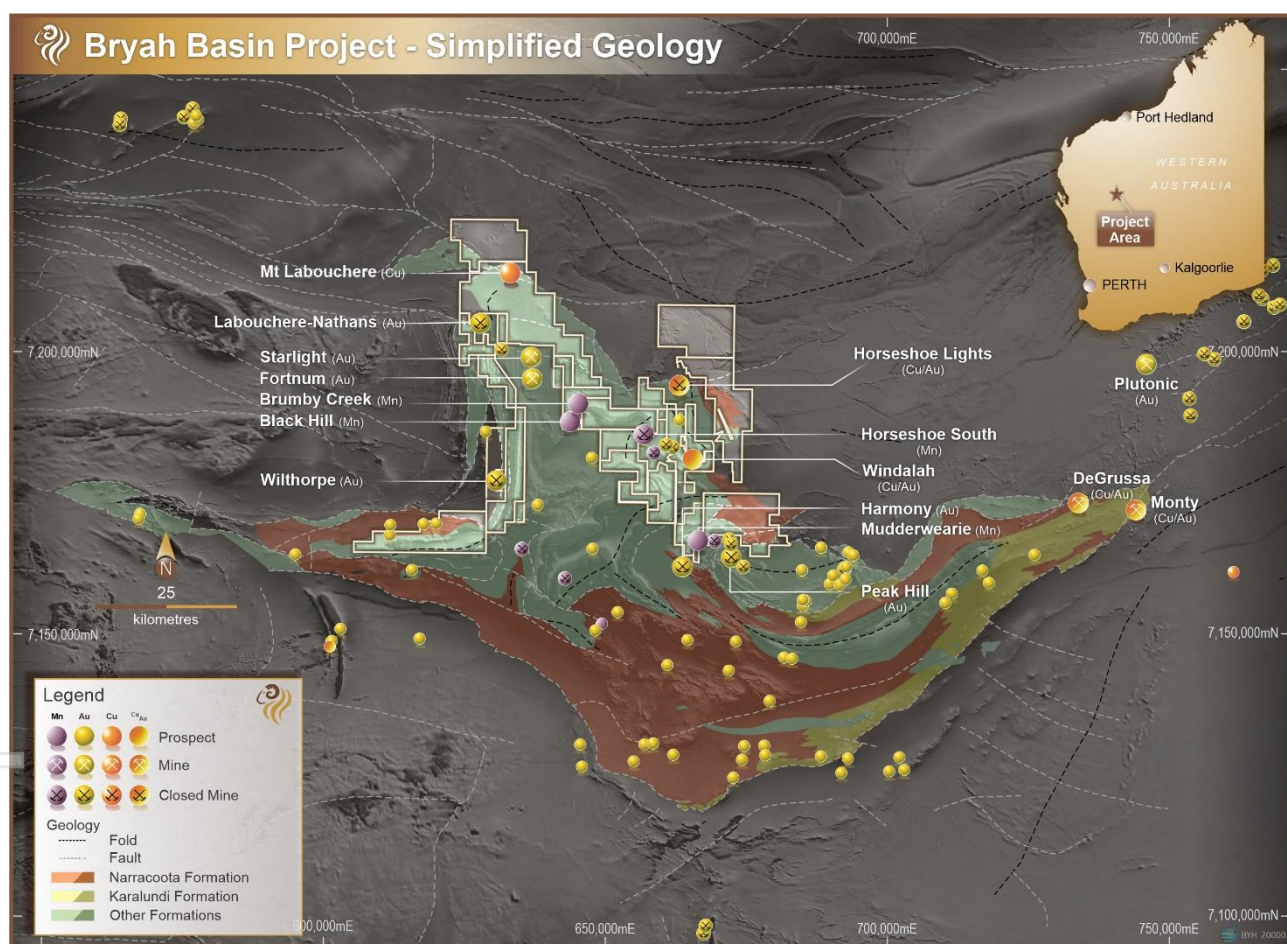 Bryah Basin Project - Simplified Geology
700,000mE
750,000mE
Port Hedland
WESTERN
AUSTRALIA
Project
Area
Kalgoorlie
PERTH
Mt Labouchere (Cu)
Labouchere-Nathans (Au)
7,200,000mN
Starlight (Au)
Fortnum (Au)
Brumby Creek (Mn)
Black Hill (Mn)
Wilthorpe (Au)
Horseshoe Lights
(Cu/Au)
7,200,000mN
Plutonic
(Au)
Horseshoe South
(Mn)
Windalah
(Cu/Au)
Harmony (Au)
Mudderwearie (Mn)
DeGrussa
(Cu/Au)
Monty
(Cu/Au)
Peak Hill
(Au)
N
25
kilometres
7,150,000mN
7,150,000mN
Legend
Mn Au Cu Cu Au
Prospect
Mine
Closed Mine
Geology
Fold
Fault
Narracoota Formation
Karalundi Formation
Other Formations
600,000mE
650,000mE
700,000mE
750,000mE
7,100,000mN